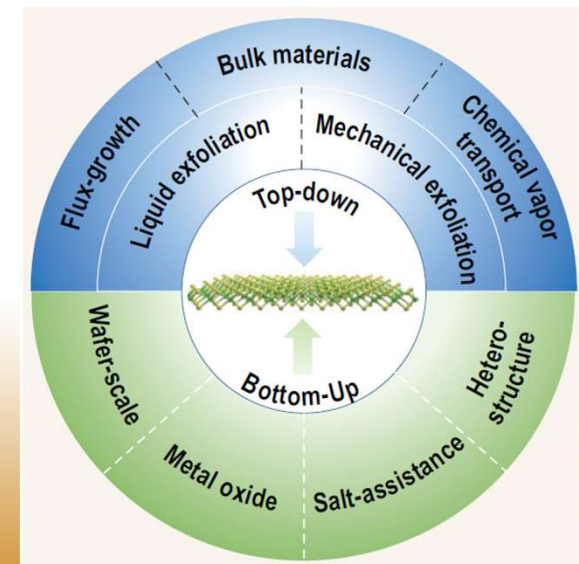 Bulk materials
Flux-growth
Chemical vapor
transport
Liquid exfoliation
Mechanical exfoliation
Top-down
Bottom-Up
Wafer-scale
Metal oxide
Salt-assistance
Hetero-
structure